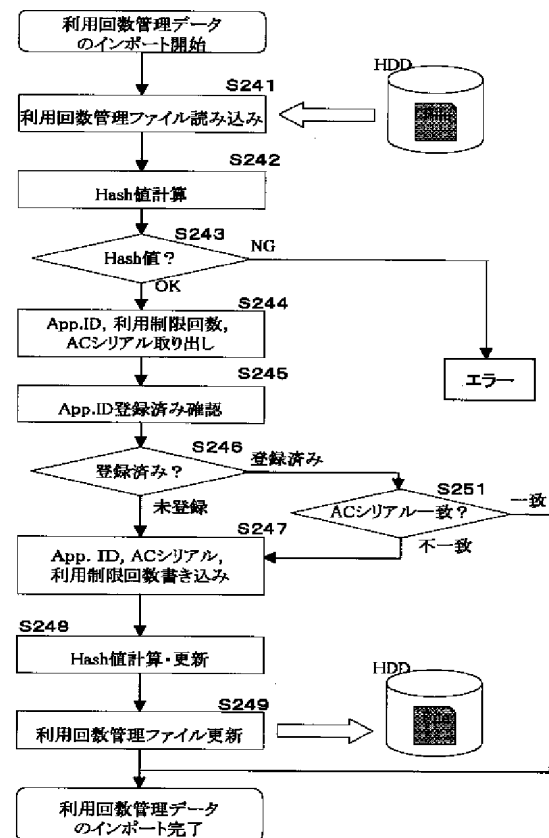 利用回数管理データ
のインポート開始
HDD
S241
利用回数管理ファイル読み込み
S242
Hash値計算
S243
Hash値？
NG
OK
S244
App.ID, 利用制限回数,
ACシリアル取り出し
エラー
S245
App.ID登録済み確認
S246
登録済み？
登録済み
S251
ACシリアル一致？
一致
未登録
不一致
S247
App. ID, ACシリアル,
利用制限回数書き込み
S248
Hash値計算・更新
HDD
S249
利用回数管理ファイル更新
利用回数管理データ
のインポート完了